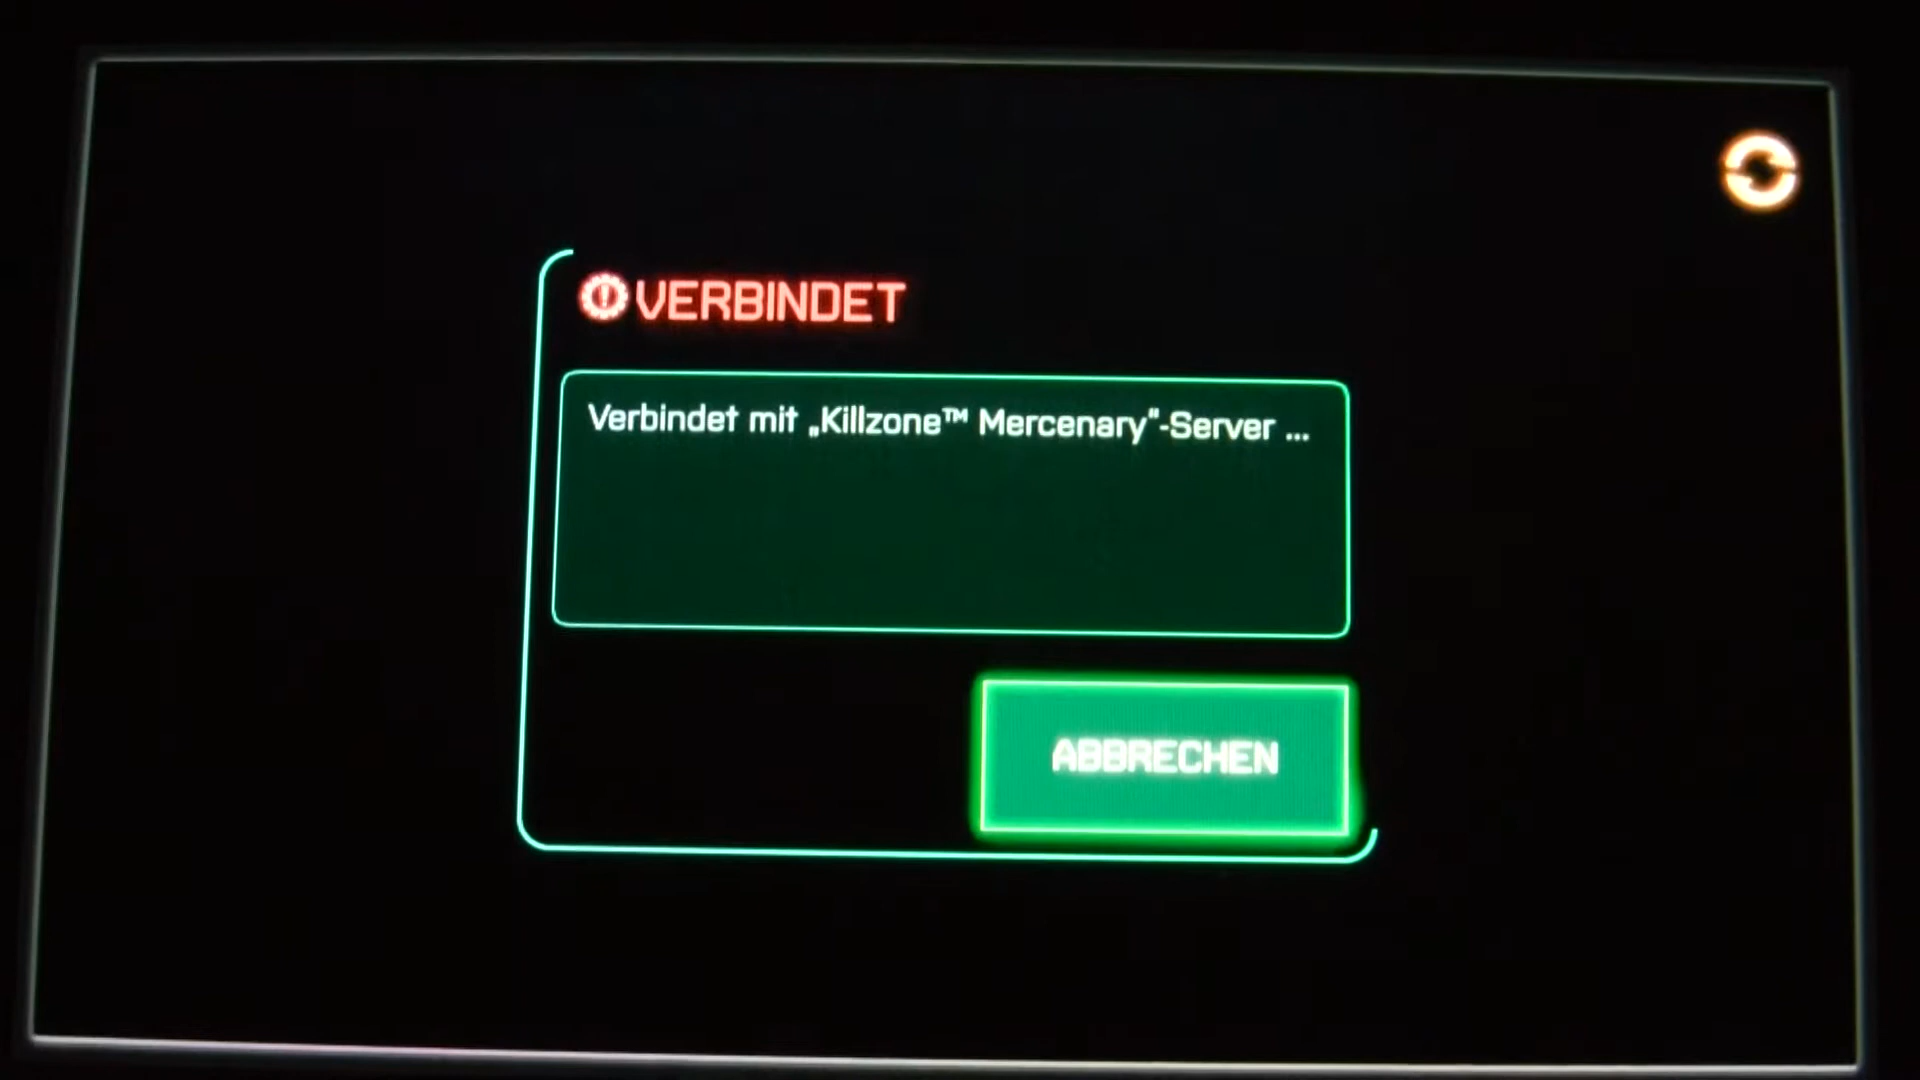 VERBINDET
Verbindet mit „Killzone™ Mercenary"-Server ...
ABBRECHEN